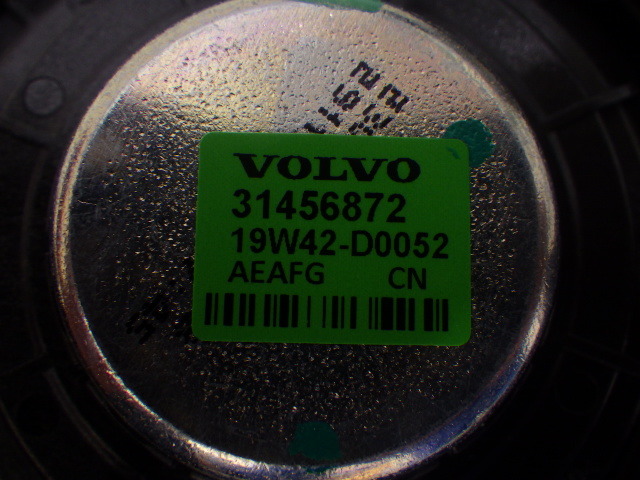 VOLVO
31456872
19W42-D0052
AEAFG CN